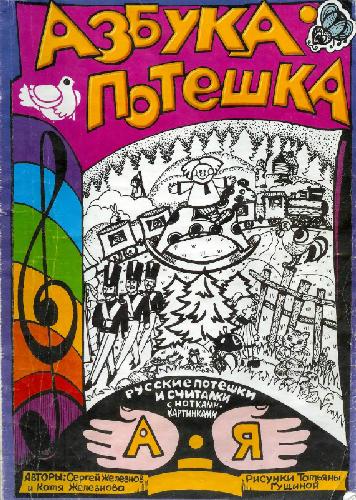 АЗБУКА-
ПОТЕШКА
РУССКИЕ ПОТЕШКИ
И СЧИТАЛКИ
С НОТКАМИ-
КАРТИНКАМИ
А - Я
АВТОРЫ: Сергей Железнов
и Катя Железнова
Рисунки Татьяны
Гущиной